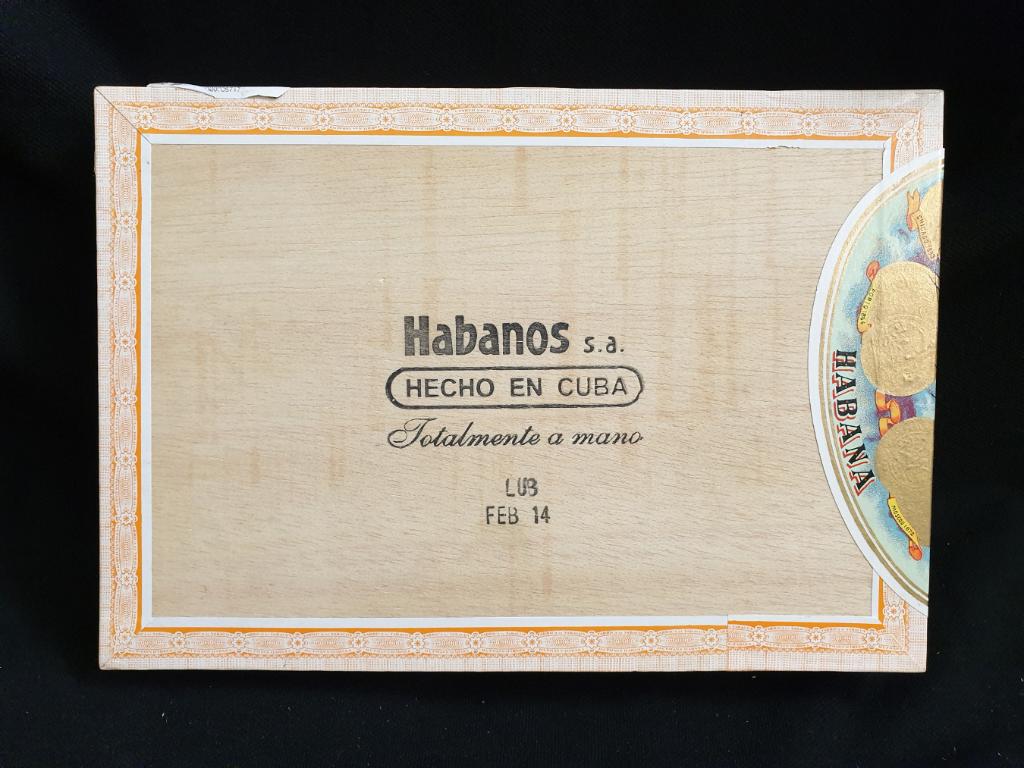 Habanos s.a.
HECHO EN CUBA
Totalmente a mano
LUB
FEB 14
HABANA